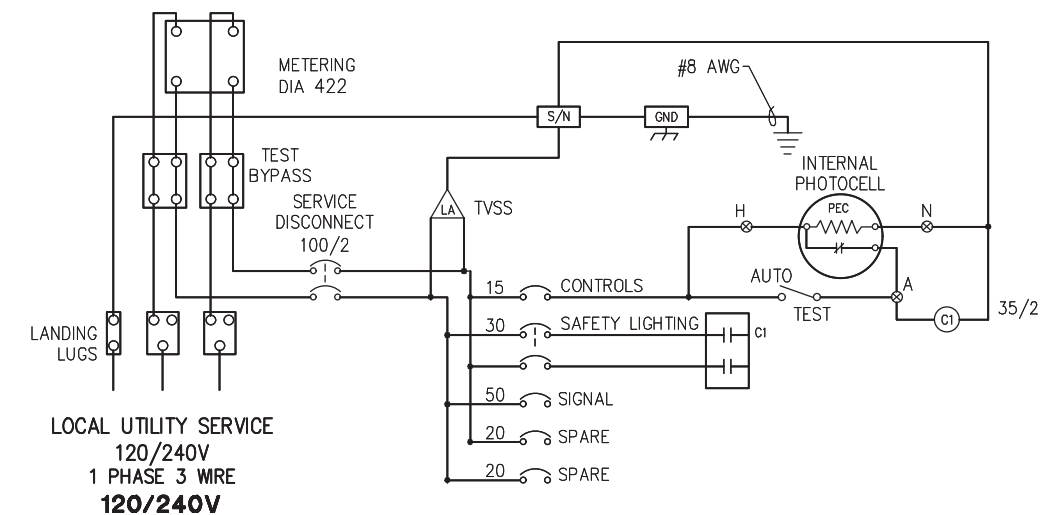 METERING
DIA 422
#8 AWG
S/N
GND
TEST
BYPASS
INTERNAL
PHOTOCELL
SERVICE
DISCONNECT
100/2
LA
TVSS
PEC
H
N
15
CONTROLS
AUTO
TEST
A
LANDING
LUGS
30
SAFETY LIGHTING
C1
C1
35/2
50
SIGNAL
LOCAL UTILITY SERVICE
120/240V
1 PHASE 3 WIRE
120/240V
20
SPARE
20
SPARE